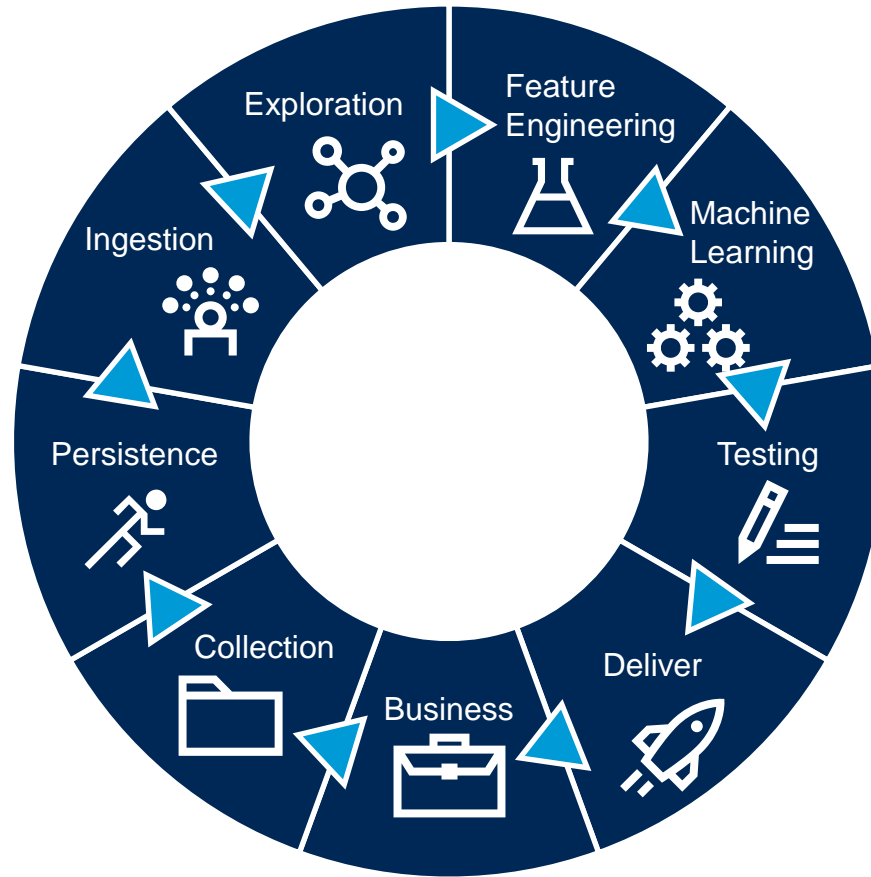 Exploration
Feature
Engineering
Machine
Learning
Ingestion
Persistence
Testing
Collection
Deliver
Business